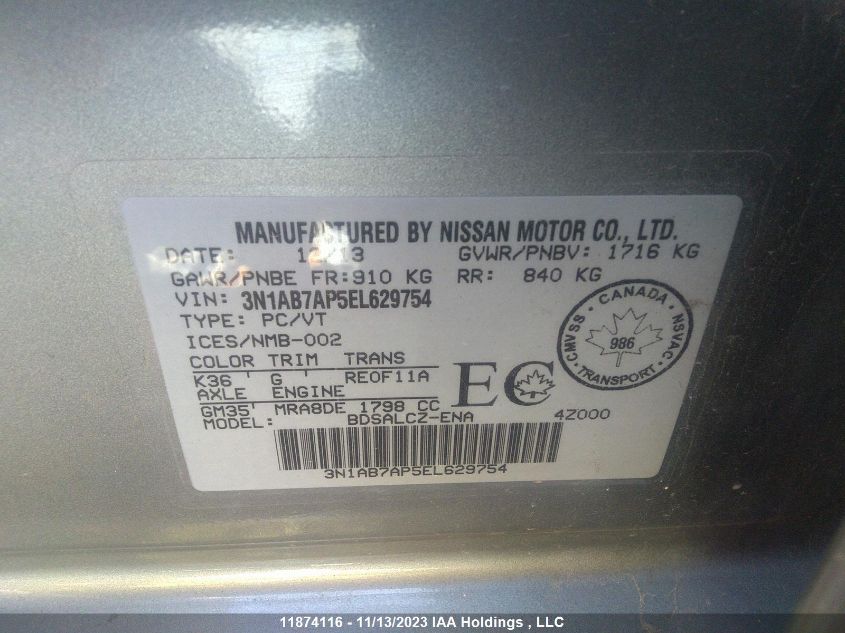 MANUFACTURED BY NISSAN MOTOR CO., LTD.
DATE: GVWR/PNBV: 1716 KG
GAWR/PNBE FR:910 KG RR: 840 KG
VIN: 3N1AB7AP5EL629754
TYPE: PC/VT
ICES/NMB-002
COLOR TRIM TRANS
K36 ' G ' RE0F11A
AXLE ENGINE
GM35' MRA8DE 1798 CC
MODEL: BDSALCZ-ENA 4Z000
EC
CMVSS · CANADA · NSVAC · TRANSPORT ·
986
3N1AB7AP5EL629754
11874116 - 11/13/2023 IAA Holdings , LLC